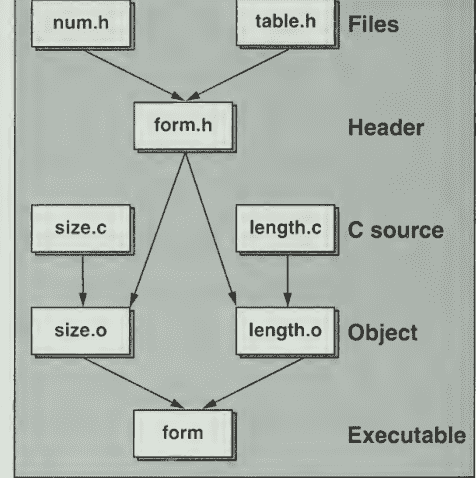 num.h table.h Files
form.h Header
size.c length.c C source
size.o length.o Object
form Executable